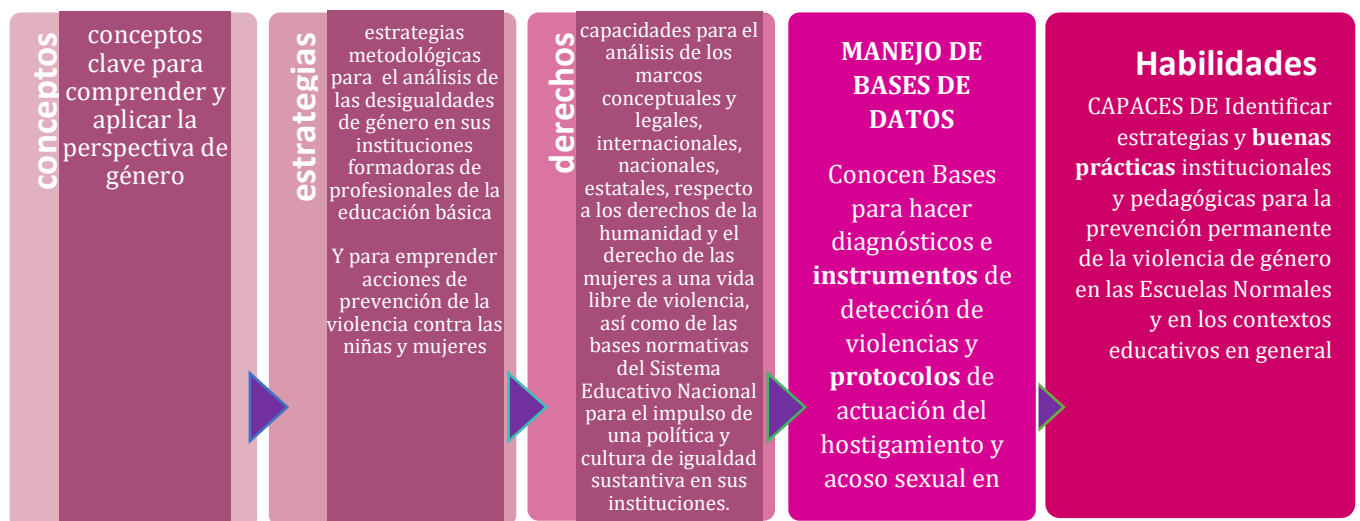 conceptos
conceptos
clave para
comprender y
aplicar la
perspectiva de
género
estrategias
estrategias
metodológicas
para el análisis de
las desigualdades
de género en sus
instituciones
formadoras de
profesionales de la
educación básica
Y para emprender
acciones de
prevención de la
violencia contra las
niñas y mujeres
derechos
capacidades para el
análisis de los
marcos
conceptuales y
legales,
internacionales,
nacionales,
estatales, respecto
a los derechos de la
humanidad y el
derecho de las
mujeres a una vida
libre de violencia,
así como de las
bases normativas
del Sistema
Educativo Nacional
para el impulso de
una política y
cultura de igualdad
sustantiva en sus
instituciones.
MANEJO DE
BASES DE
DATOS
Conocen Bases
para hacer
diagnósticos e
instrumentos de
detección de
violencias y
protocolos de
actuación del
hostigamiento y
acoso sexual en
Habilidades
CAPACES DE Identificar
estrategias y buenas
prácticas institucionales
y pedagógicas para la
prevención permanente
de la violencia de género
en las Escuelas Normales
y en los contextos
educativos en general